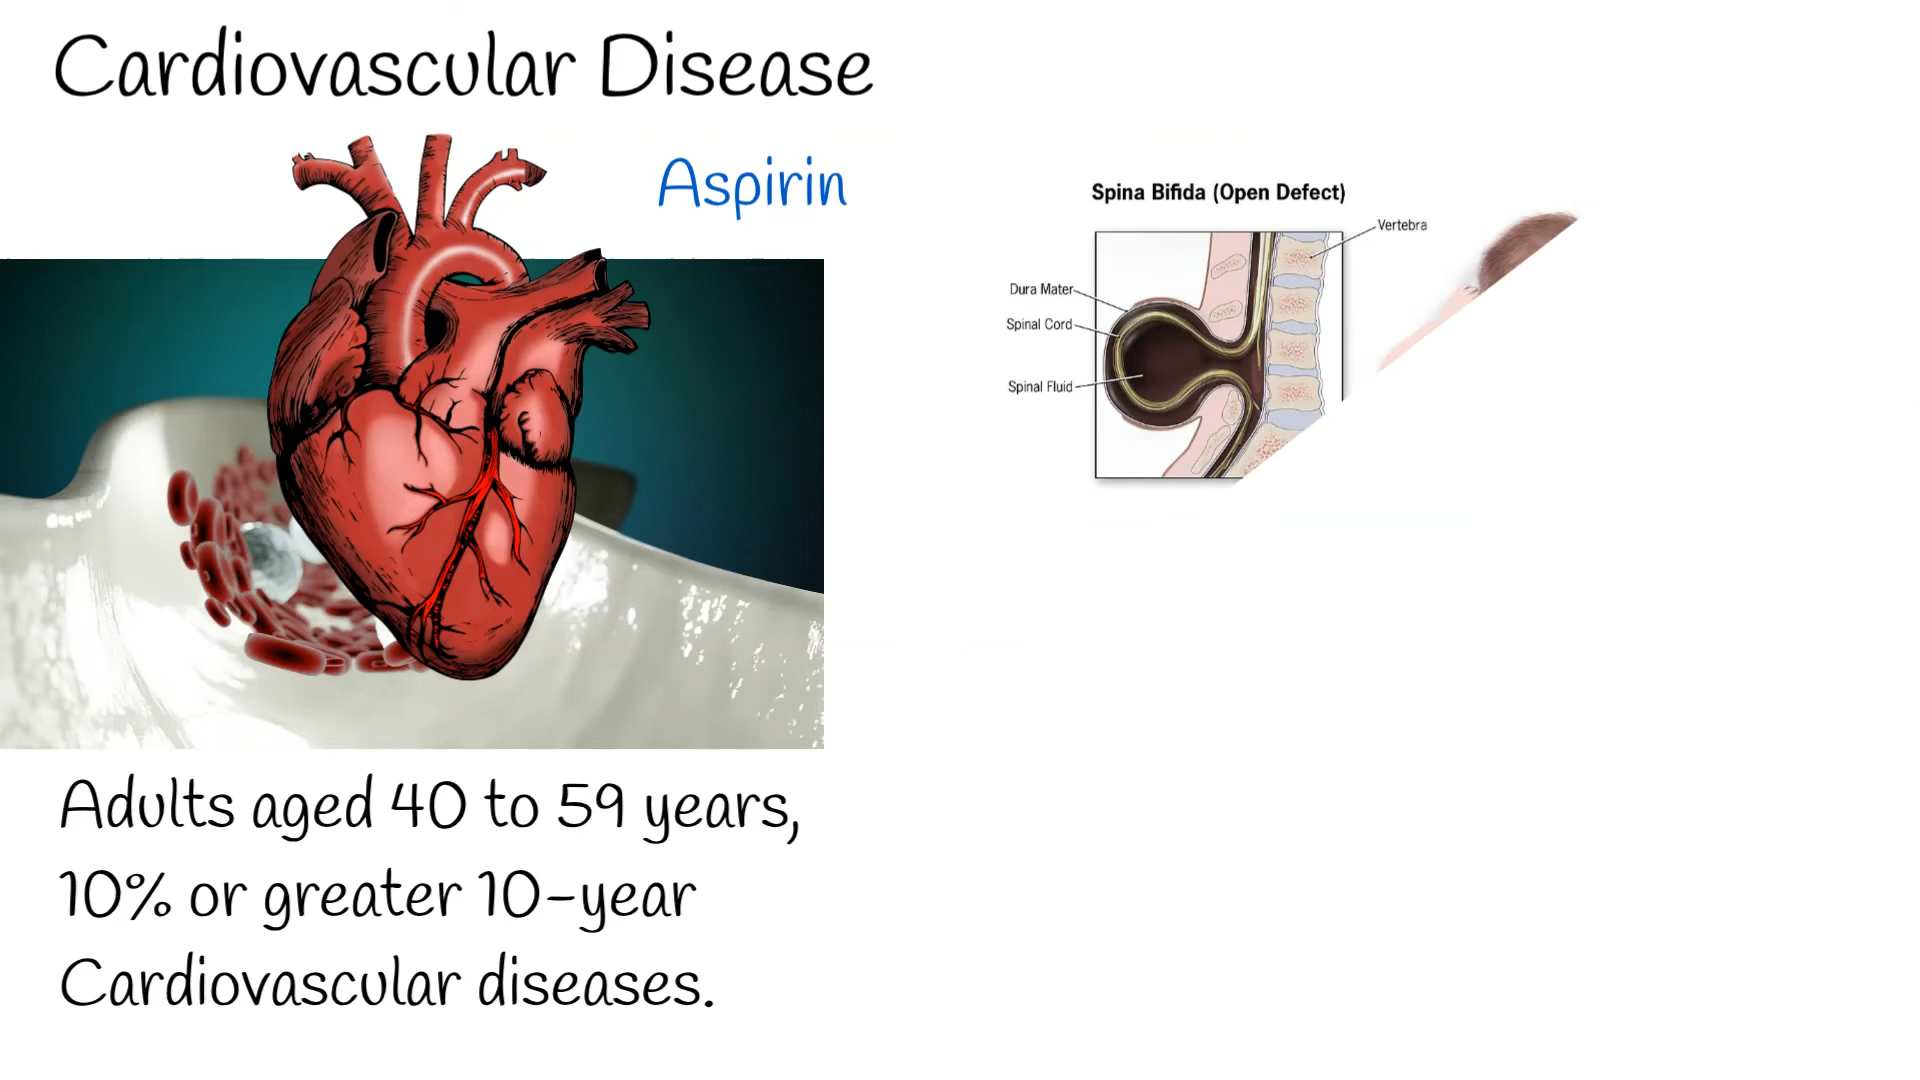 Cardiovascular Disease
Aspirin
Adults aged 40 to 59 years,
10% or greater 10-year
Cardiovascular diseases.
Spina Bifida (Open Defect)
Vertebra
Dura Mater
Spinal Cord
Spinal Fluid